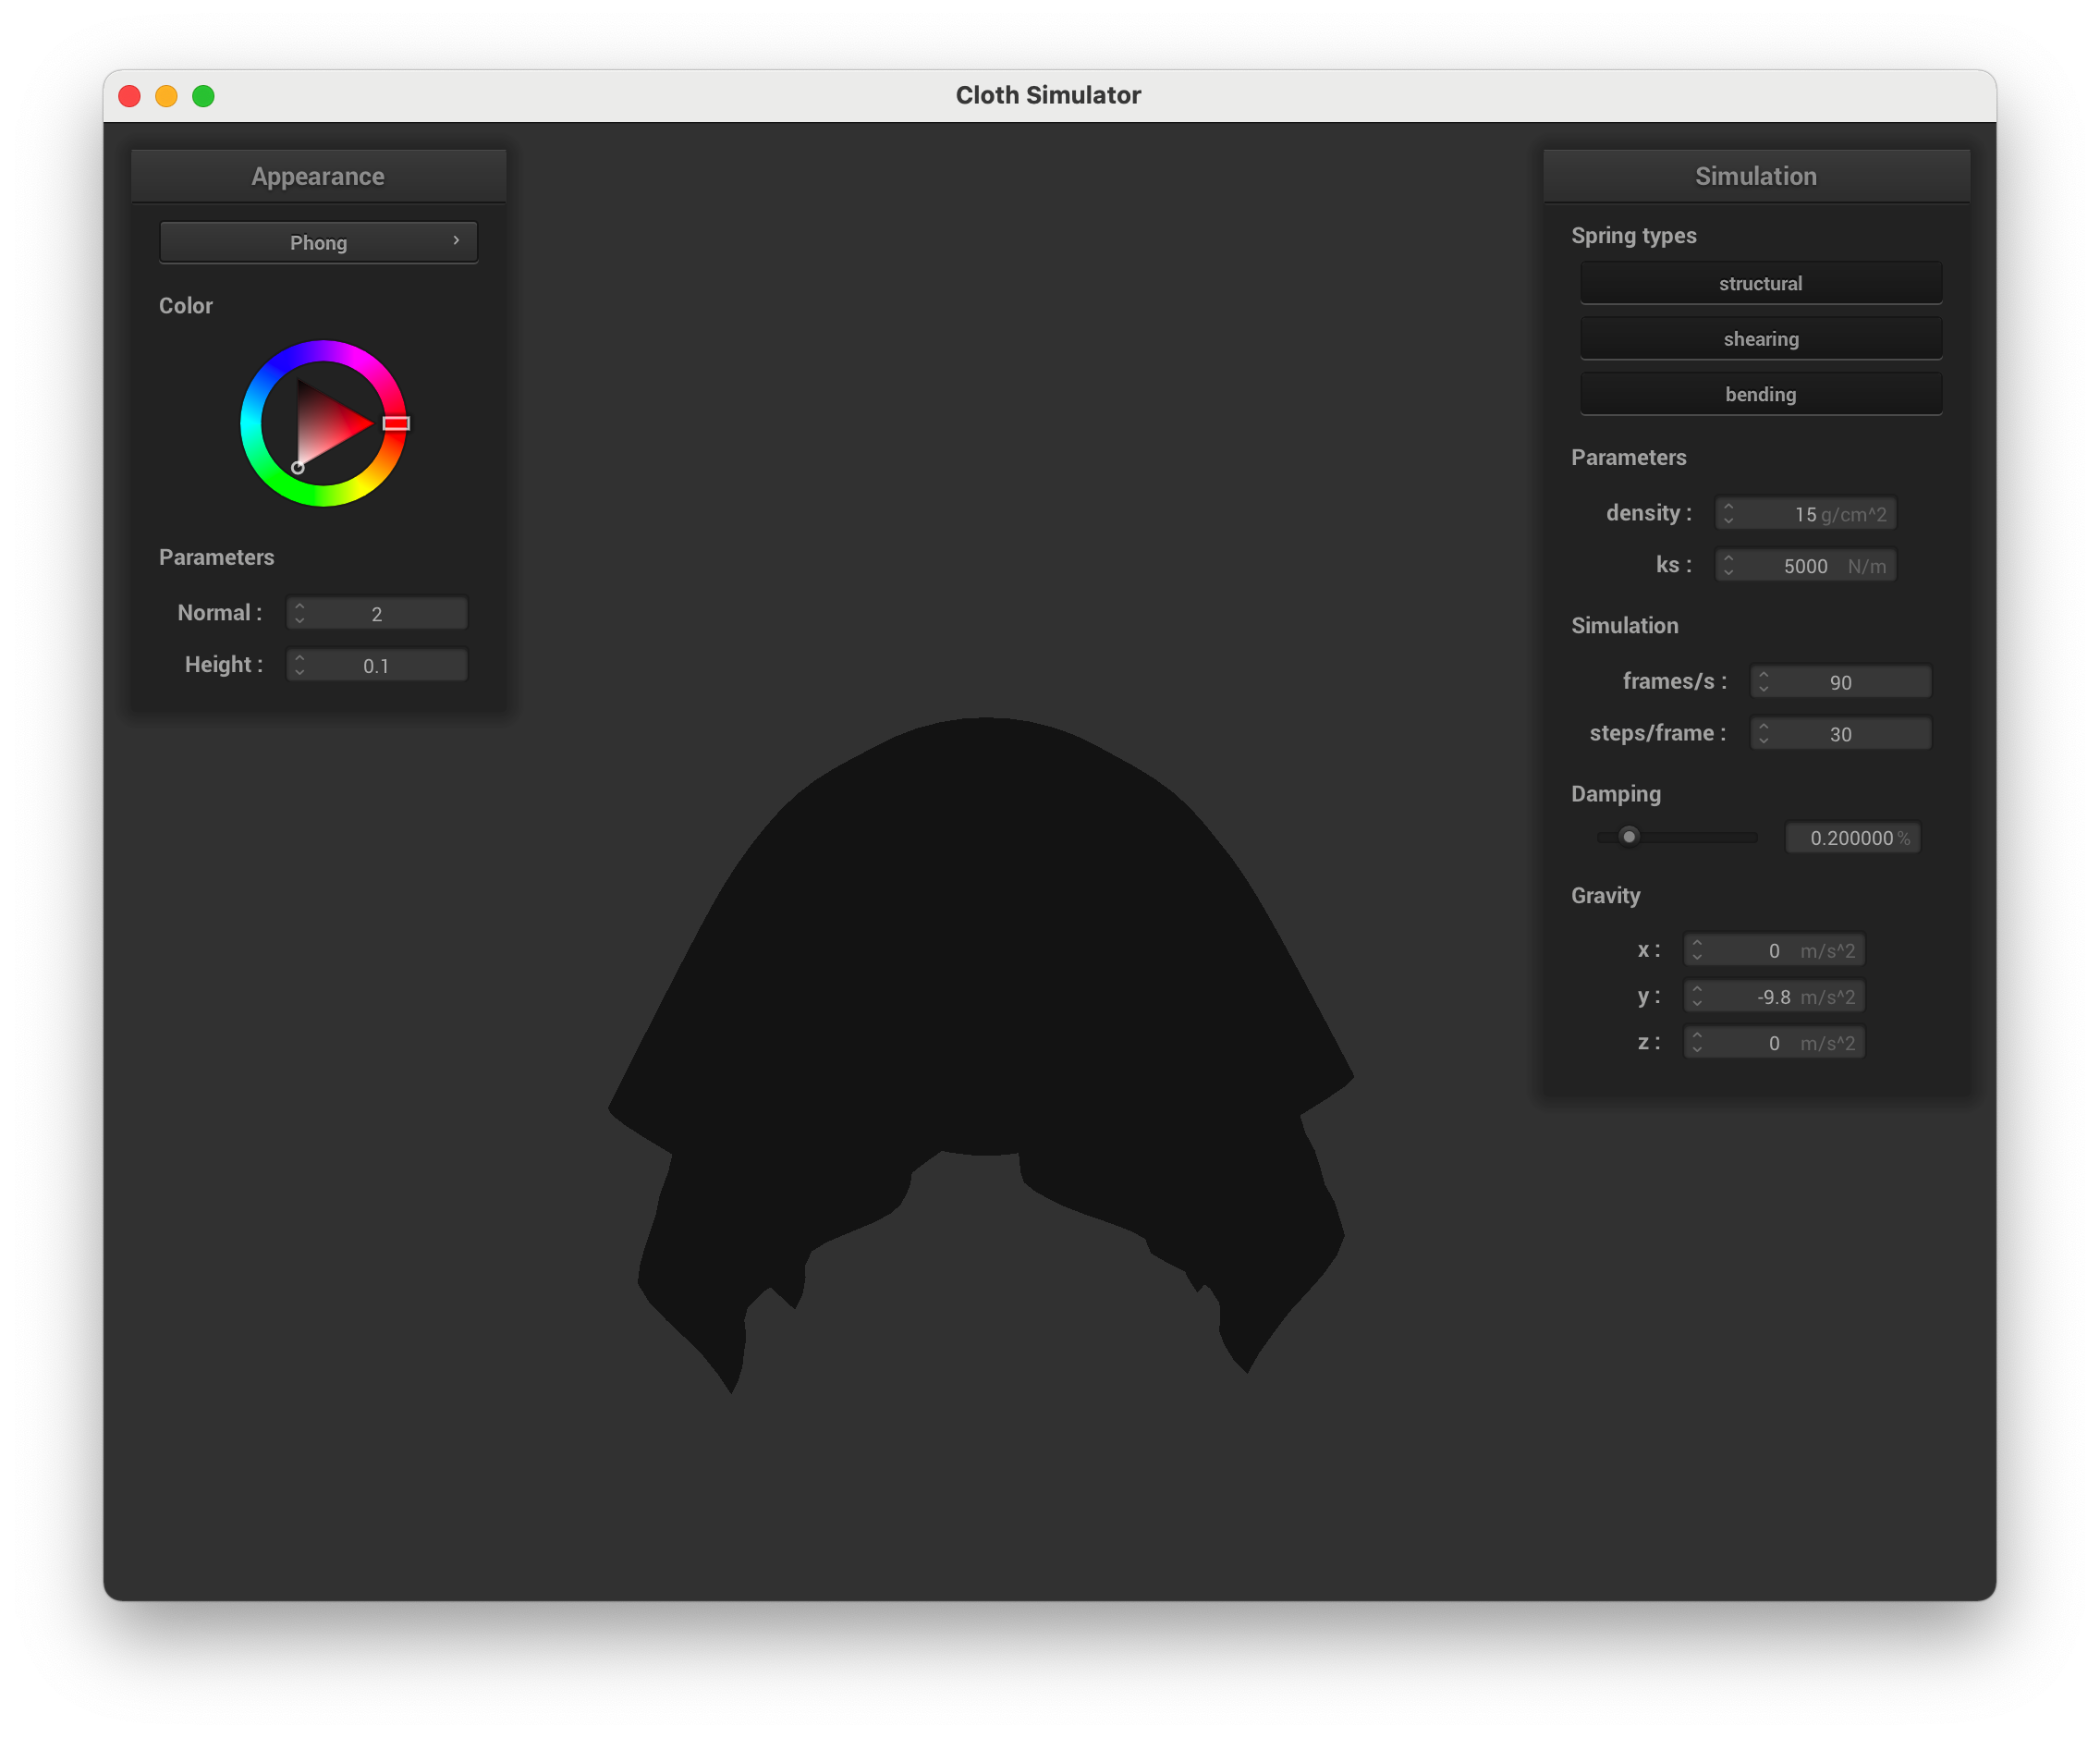 Cloth Simulator
Appearance
Phong
Color
Parameters
Normal : 2
Height : 0.1
Simulation
Spring types
structural
shearing
bending
Parameters
density : 15 g/cm^2
ks : 5000 N/m
Simulation
frames/s : 90
steps/frame : 30
Damping
0.200000 %
Gravity
x : 0 m/s^2
y : -9.8 m/s^2
z : 0 m/s^2